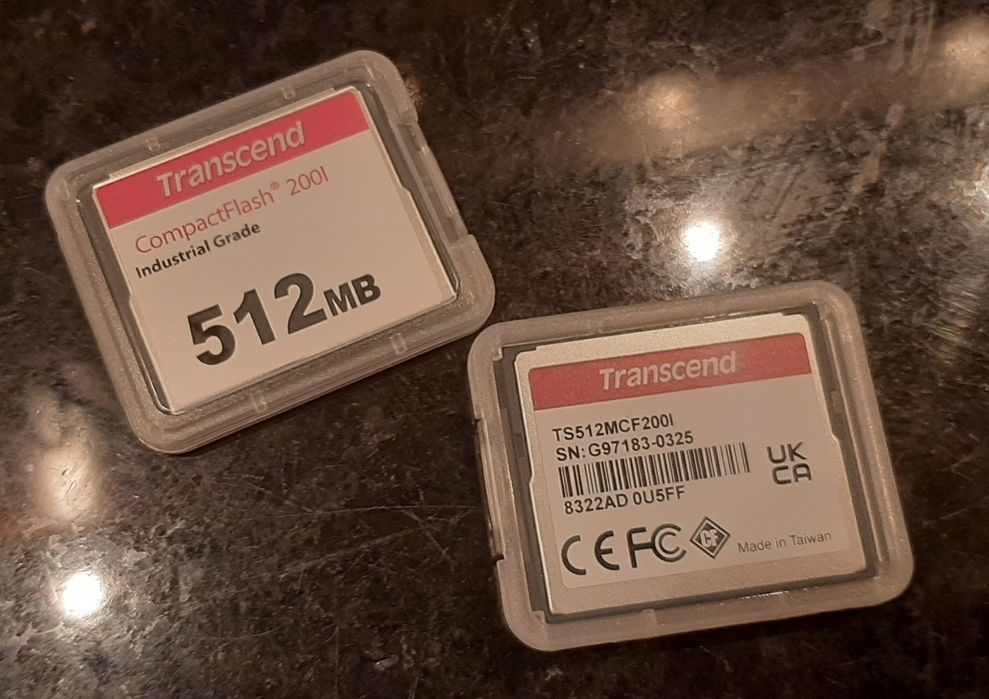 Transcend
CompactFlash® 200I
Industrial Grade
512MB
Transcend
TS512MCF200I
SN: G97183-0325
8322AD 0U5FF
UK
CA
CE FC CF Made in Taiwan